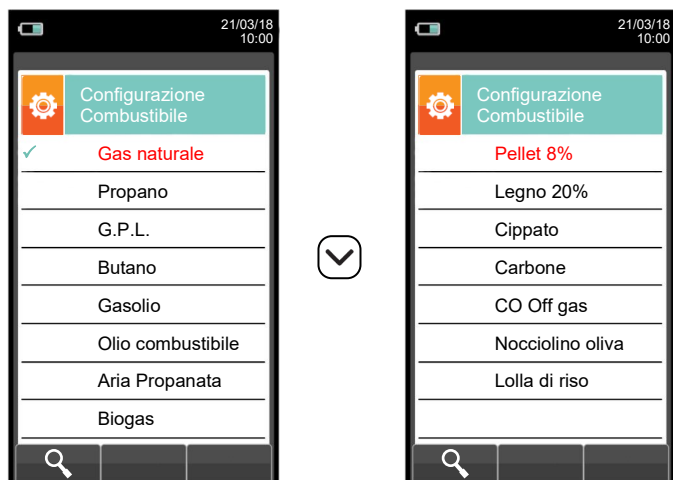 21/03/18
10:00
Configurazione
Combustibile
Gas naturale
Propano
G.P.L.
Butano
Gasolio
Olio combustibile
Aria Propanata
Biogas
21/03/18
10:00
Configurazione
Combustibile
Pellet 8%
Legno 20%
Cippato
Carbone
CO Off gas
Nocciolino oliva
Lolla di riso